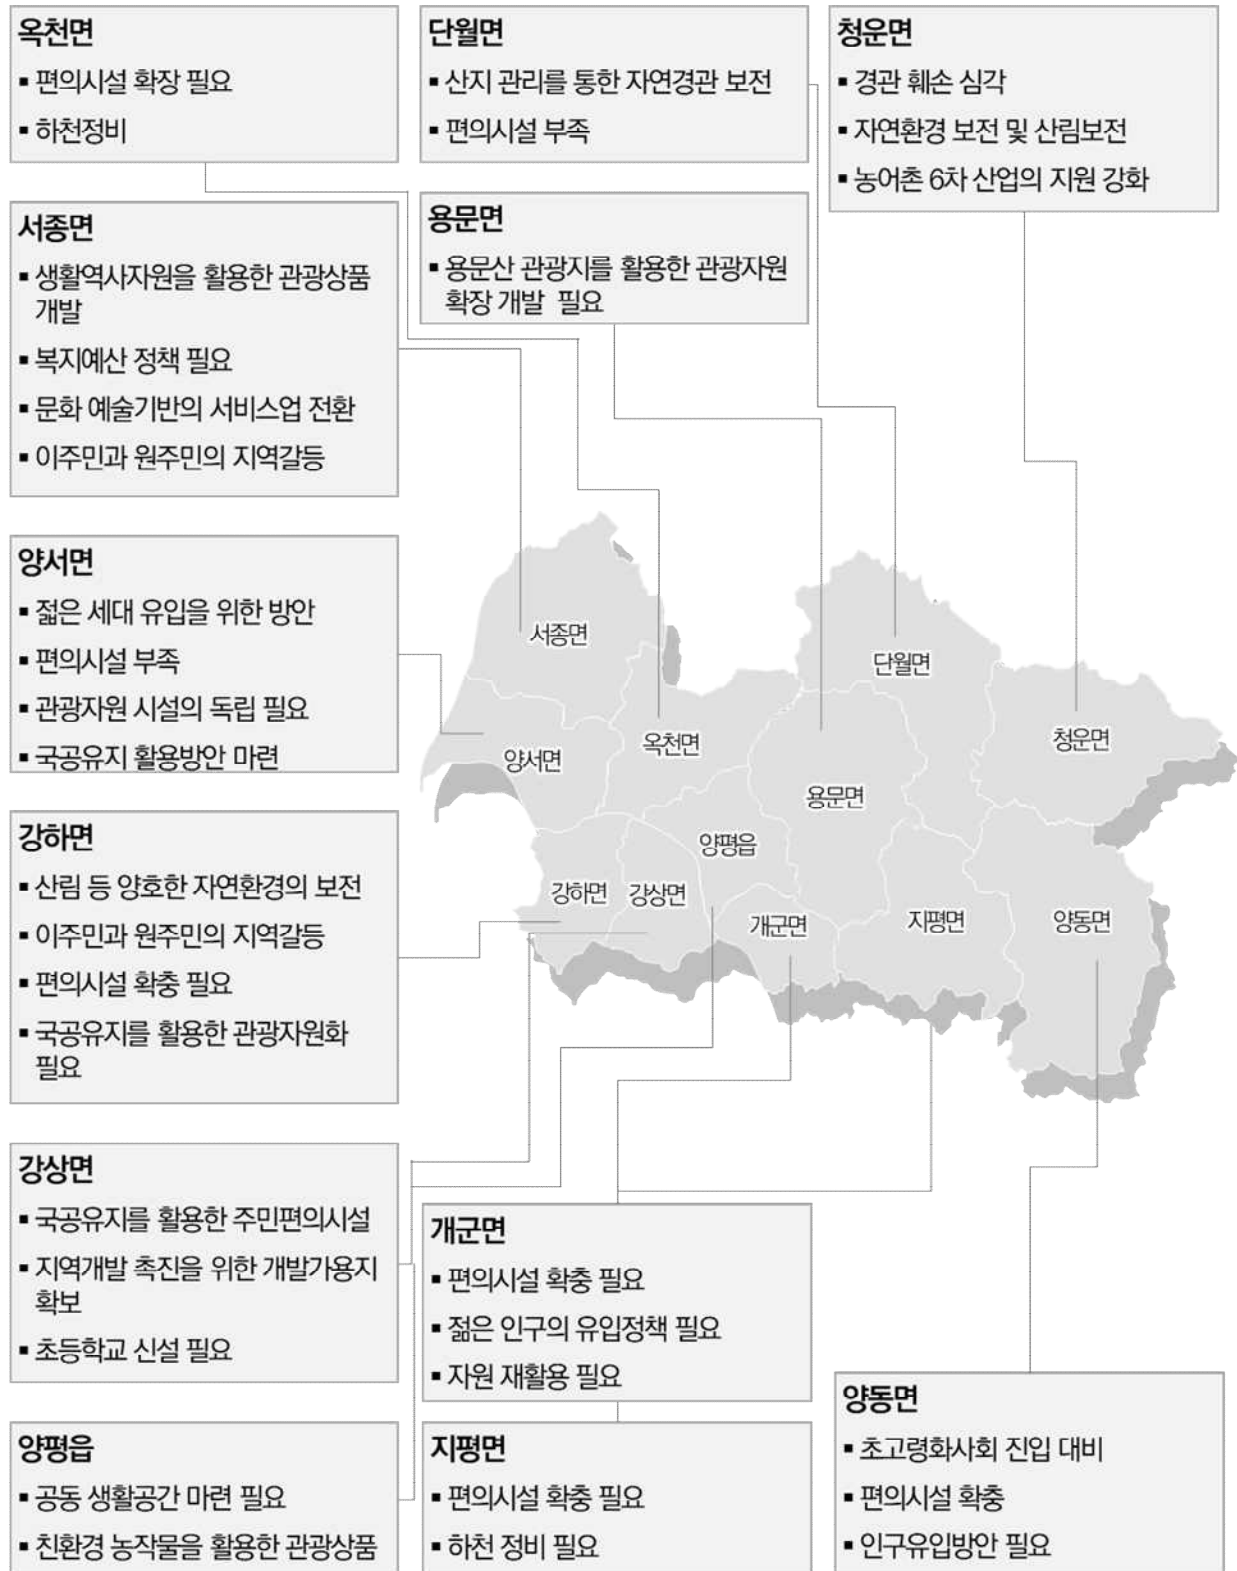 옥천면
▪ 편의시설 확장 필요
▪ 하천정비
단월면
▪ 산지 관리를 통한 자연경관 보전
▪ 편의시설 부족
청운면
▪ 경관 훼손 심각
▪ 자연환경 보전 및 산림보전
▪ 농어촌 6차 산업의 지원 강화
서종면
▪ 생활역사자원을 활용한 관광상품
개발
▪ 복지예산 정책 필요
▪ 문화 예술기반의 서비스업 전환
▪ 이주민과 원주민의 지역갈등
용문면
▪ 용문산 관광지를 활용한 관광자원
확장 개발 필요
양서면
▪ 젊은 세대 유입을 위한 방안
▪ 편의시설 부족
▪ 관광자원 시설의 독립 필요
▪ 국공유지 활용방안 마련
강하면
▪ 산림 등 양호한 자연환경의 보전
▪ 이주민과 원주민의 지역갈등
▪ 편의시설 확충 필요
▪ 국공유지를 활용한 관광자원화
필요
서종면
단월면
옥천면
청운면
양서면
용문면
양평읍
강하면
강상면
개군면
지평면
양동면
강상면
▪ 국공유지를 활용한 주민편의시설
▪ 지역개발 촉진을 위한 개발가용지
확보
▪ 초등학교 신설 필요
개군면
▪ 편의시설 확충 필요
▪ 젊은 인구의 유입정책 필요
▪ 자원 재활용 필요
양평읍
▪ 공동 생활공간 마련 필요
▪ 친환경 농작물을 활용한 관광상품
지평면
▪ 편의시설 확충 필요
▪ 하천 정비 필요
양동면
▪ 초고령화사회 진입 대비
▪ 편의시설 확충
▪ 인구유입방안 필요